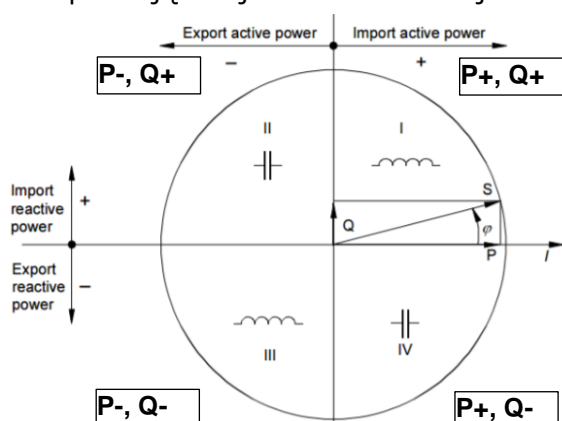 Export active power
Import active power
–
+
P-, Q+
P+, Q+
II
I
Import
reactive
power
+
S
Q
φ
P
I
Export
reactive
power
–
III
IV
P-, Q-
P+, Q-